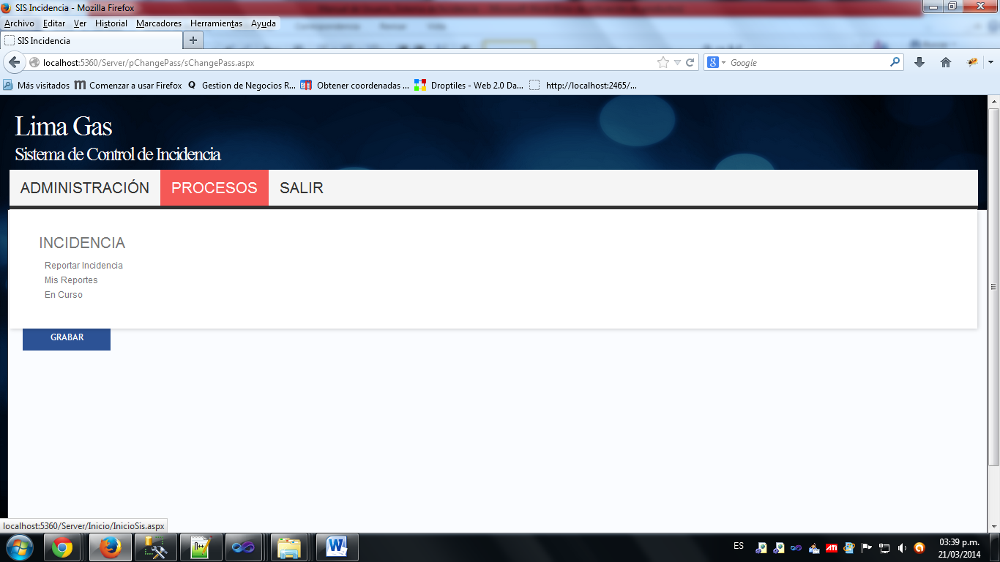 SIS Incidencia - Mozilla Firefox
Archivo Editar Ver Historial Marcadores Herramientas Ayuda
SIS Incidencia
localhost:5360/Server/pChangePass/sChangePass.aspx
Google
Más visitados
Comenzar a usar Firefox
Gestion de Negocios R...
Obtener coordenadas ...
Droptiles - Web 2.0 Da...
http://localhost:2465/...
Lima Gas
Sistema de Control de Incidencia
ADMINISTRACIÓN PROCESOS SALIR
INCIDENCIA
Reportar Incidencia
Mis Reportes
En Curso
GRABAR
localhost:5360/Server/Inicio/InicioSis.aspx
ES
03:39 p.m.
21/03/2014